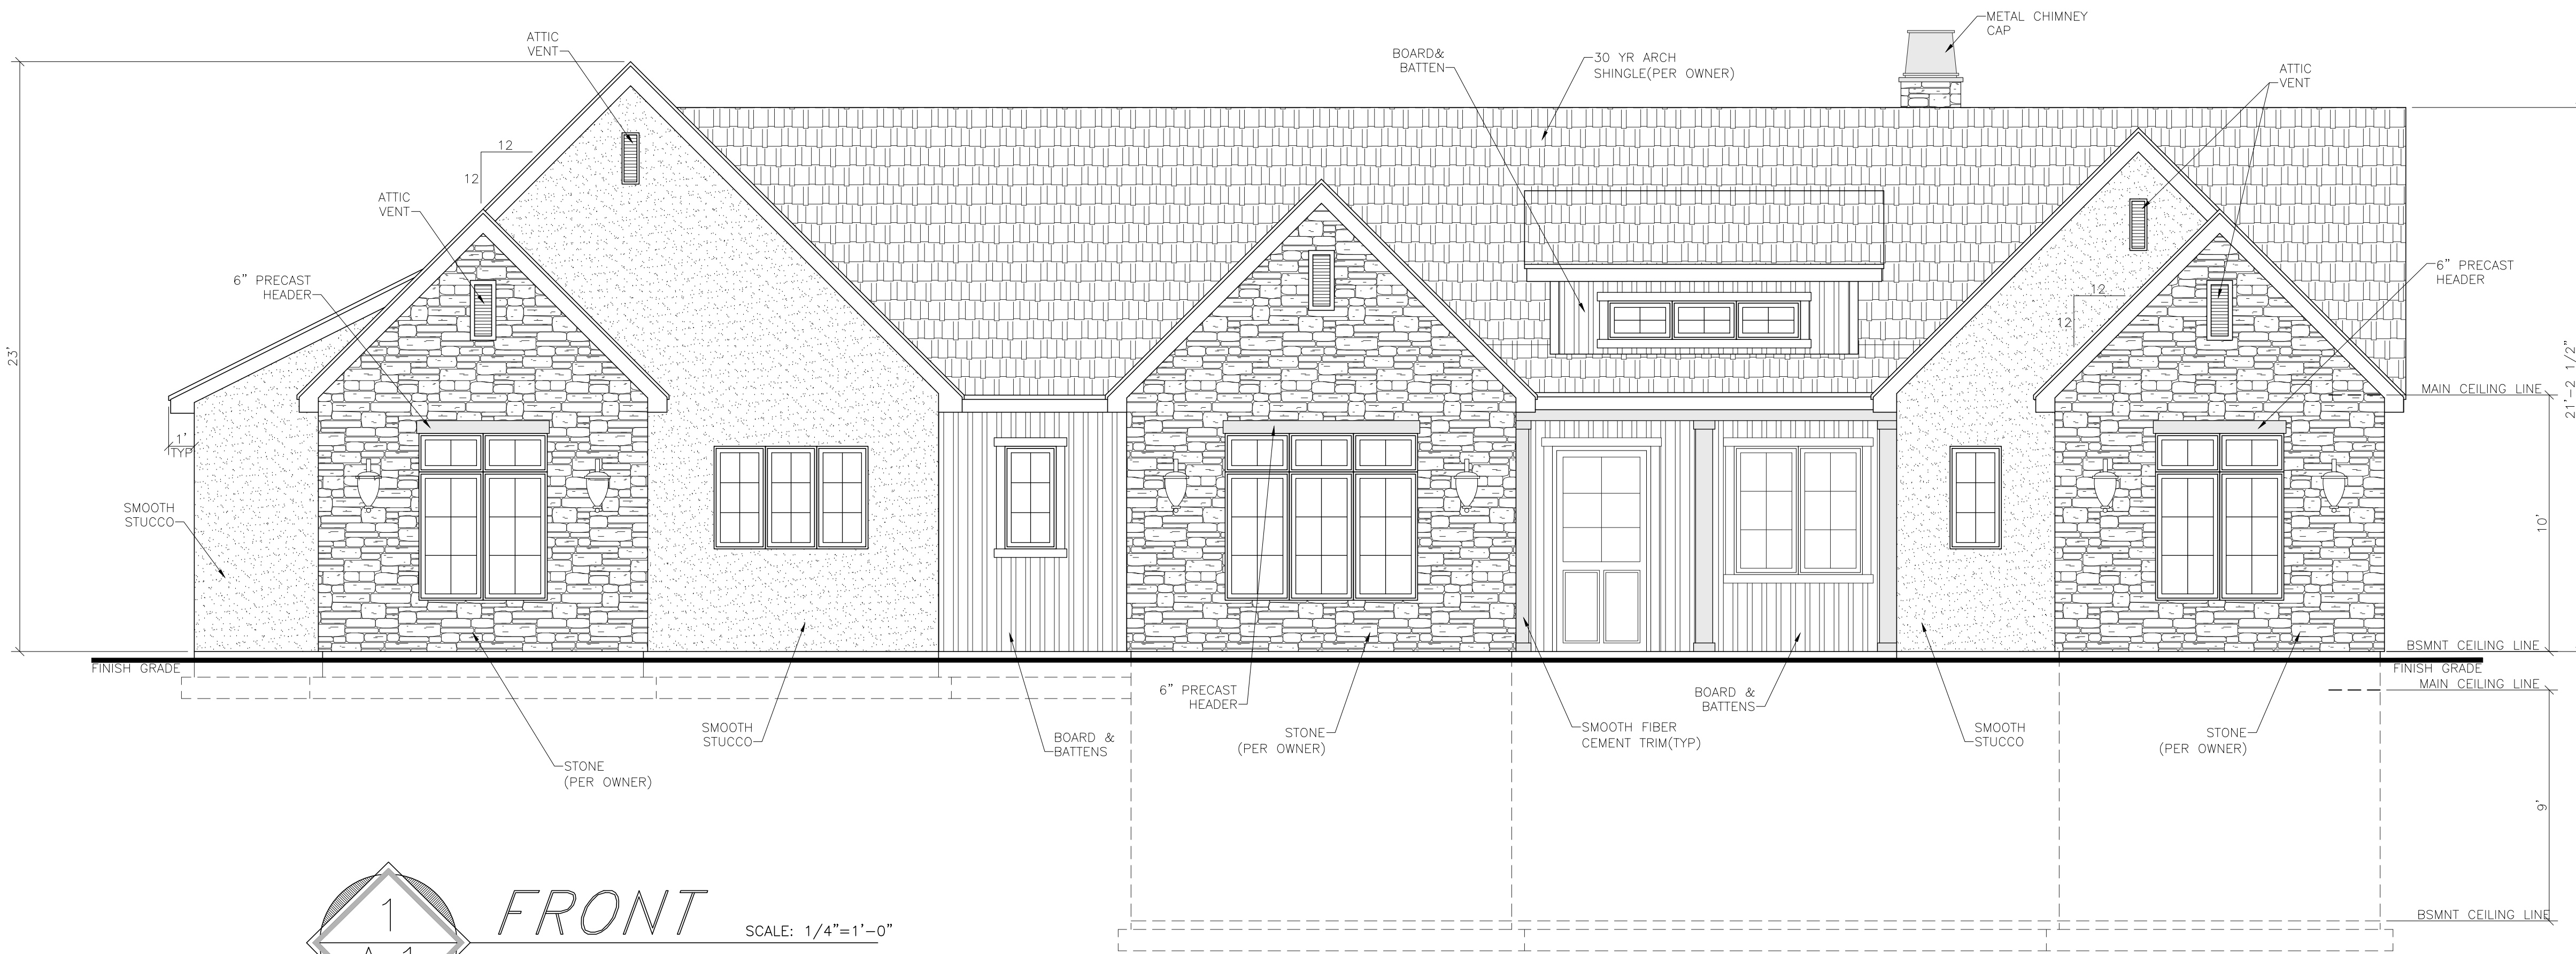 METAL CHIMNEY
CAP
ATTIC
VENT
BOARD&
BATTEN
30 YR ARCH
SHINGLE(PER OWNER)
ATTIC
VENT
12
12
ATTIC
VENT
6" PRECAST
HEADER
6" PRECAST
HEADER
12
12
23'
21'-2 1/2"
MAIN CEILING LINE
1'
TYP
SMOOTH
STUCCO
10'
BSMNT CEILING LINE
FINISH GRADE
FINISH GRADE
MAIN CEILING LINE
6" PRECAST
HEADER
BOARD &
BATTENS
SMOOTH
STUCCO
BOARD &
BATTENS
STONE
(PER OWNER)
SMOOTH FIBER
CEMENT TRIM(TYP)
SMOOTH
STUCCO
STONE
(PER OWNER)
STONE
(PER OWNER)
9'
BSMNT CEILING LINE
1
FRONT
SCALE: 1/4"=1'-0"